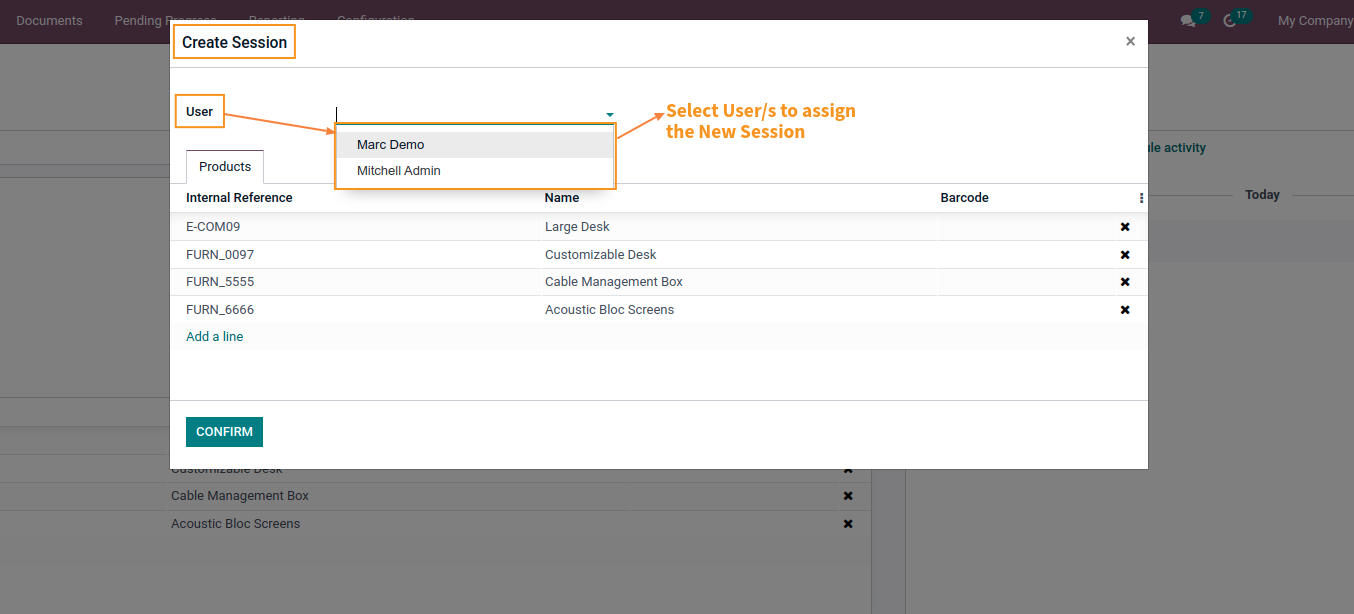 Documents
Pending Progress
Reporting
Configuration
7
17
My Company
Create Session
×
User
Select User/s to assign
the New Session
Marc Demo
Mitchell Admin
Products
Internal Reference Name Barcode
E-COM09 Large Desk
FURN_0097 Customizable Desk
FURN_5555 Cable Management Box
FURN_6666 Acoustic Bloc Screens
Add a line
CONFIRM
activity
Today
Customizable Desk
Cable Management Box
Acoustic Bloc Screens